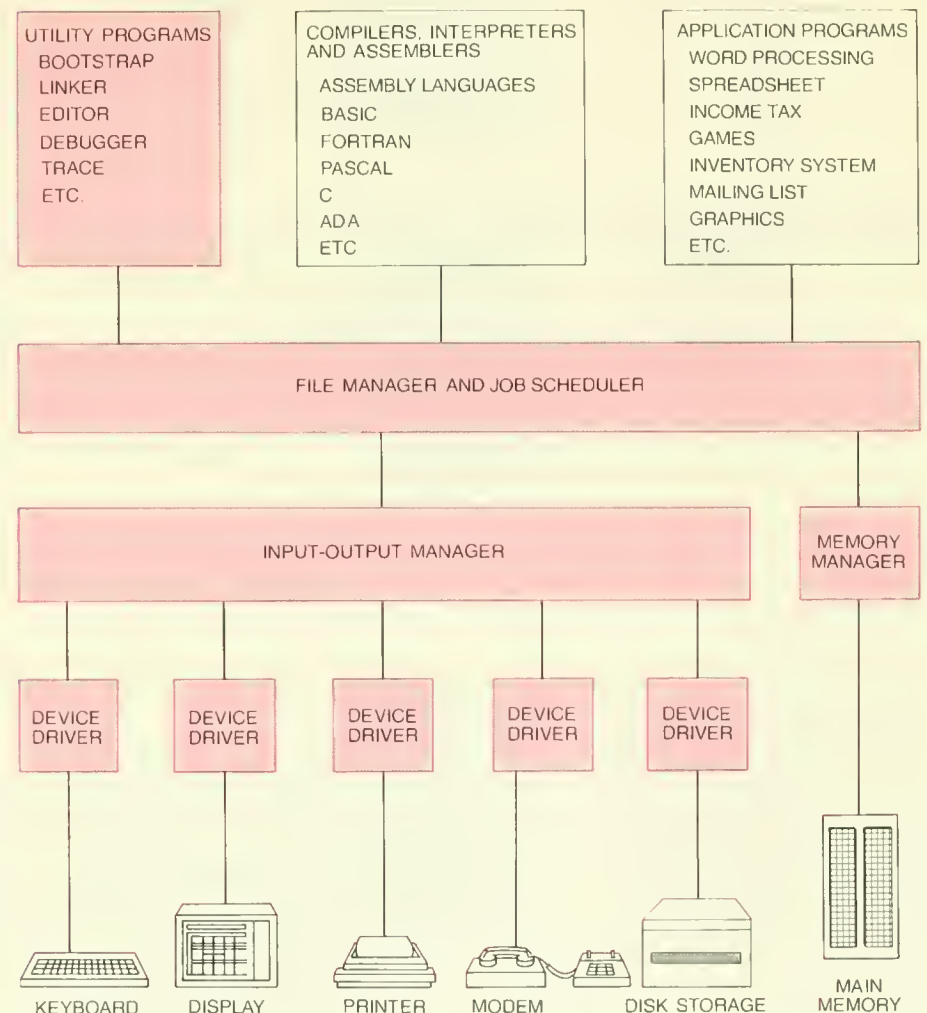 UTILITY PROGRAMS
BOOTSTRAP
LINKER
EDITOR
DEBUGGER
TRACE
ETC.
COMPILERS, INTERPRETERS
AND ASSEMBLERS
ASSEMBLY LANGUAGES
BASIC
FORTRAN
PASCAL
C
ADA
ETC
APPLICATION PROGRAMS
WORD PROCESSING
SPREADSHEET
INCOME TAX
GAMES
INVENTORY SYSTEM
MAILING LIST
GRAPHICS
ETC.
FILE MANAGER AND JOB SCHEDULER
INPUT-OUTPUT MANAGER
MEMORY
MANAGER
DEVICE
DRIVER
DEVICE
DRIVER
DEVICE
DRIVER
DEVICE
DRIVER
DEVICE
DRIVER
KEYBOARD
DISPLAY
PRINTER
MODEM
DISK STORAGE
MAIN
MEMORY